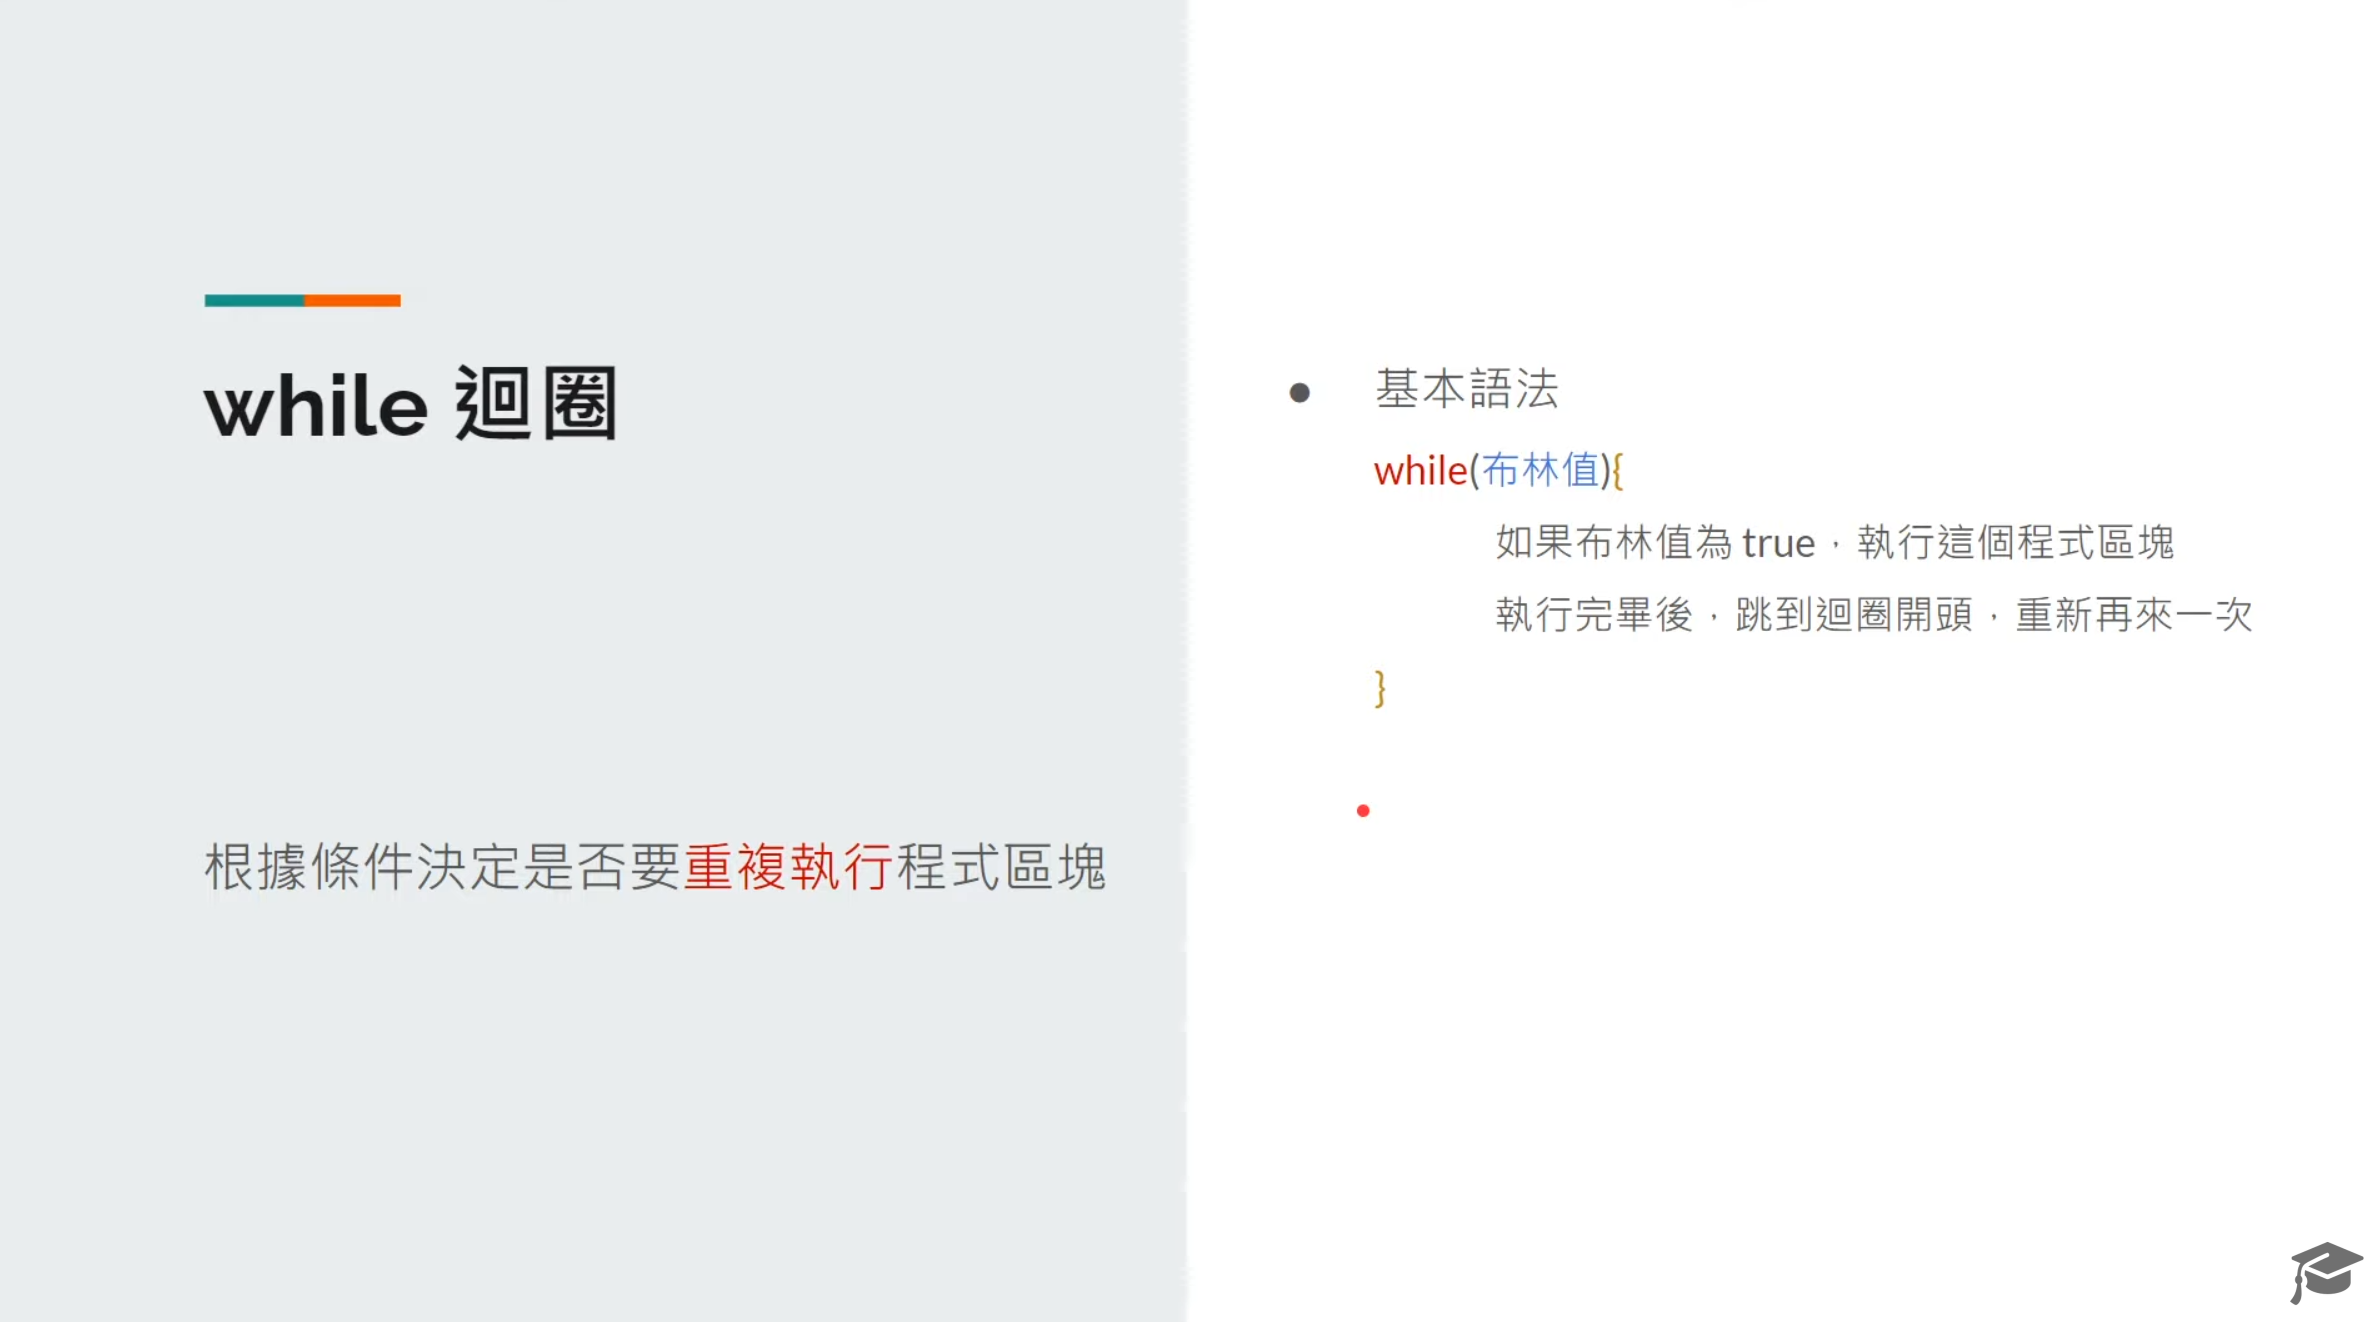 while 迴圈
根據條件決定是否要重複執行程式區塊
● 基本語法
while(布林值){
如果布林值為 true，執行這個程式區塊
執行完畢後，跳到迴圈開頭，重新再來一次
}